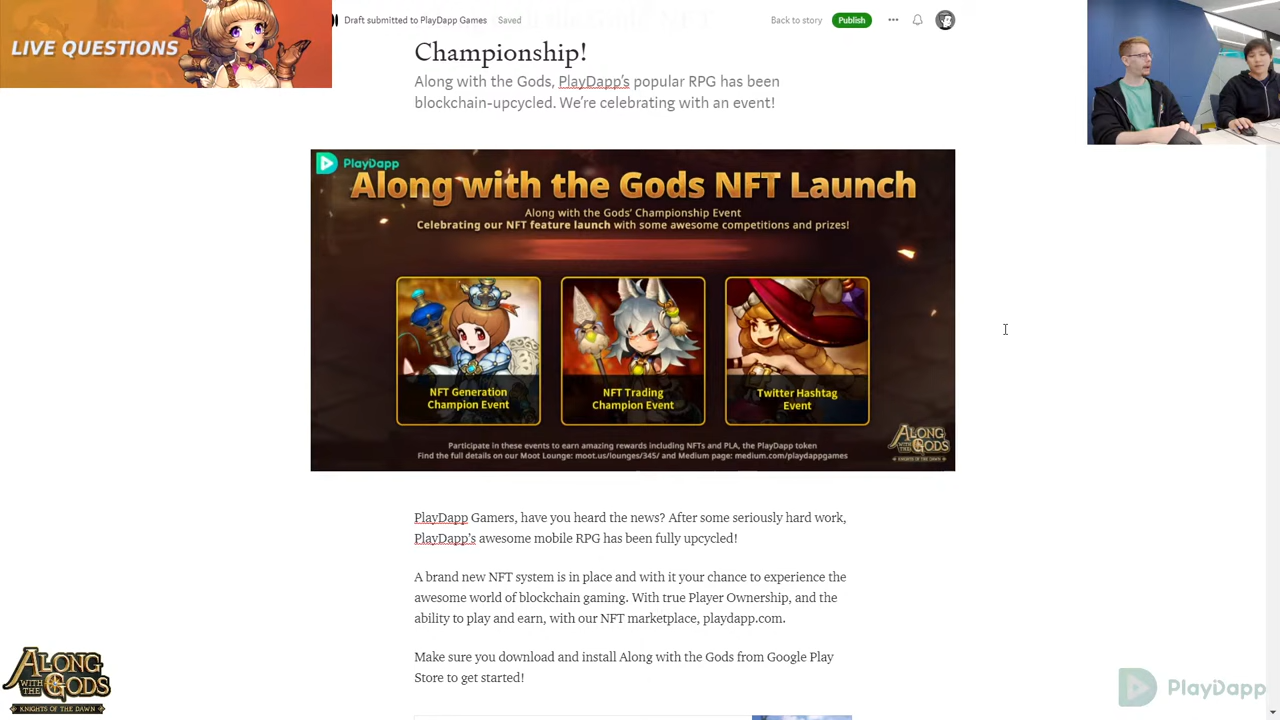 LIVE QUESTIONS
Draft submitted to PlayDapp Games Saved
Back to story Publish
Championship!
Along with the Gods, PlayDapp's popular RPG has been
blockchain-upcycled. We're celebrating with an event!
PlayDapp
Along with the Gods NFT Launch
Along with the Gods' Championship Event
Celebrating our NFT feature launch with some awesome competitions and prizes!
NFT Generation
Champion Event
NFT Trading
Champion Event
Twitter Hashtag
Event
Participate in these events to earn amazing rewards including NFTs and PLA, the PlayDapp token
Find the full details on our Moot Lounge: moot.us/lounges/345/ and Medium page: medium.com/playdappgames
ALONG
WITH THE GODS
KNIGHTS OF THE DAWN
PlayDapp Gamers, have you heard the news? After some seriously hard work,
PlayDapp's awesome mobile RPG has been fully upcycled!
A brand new NFT system is in place and with it your chance to experience the
awesome world of blockchain gaming. With true Player Ownership, and the
ability to play and earn, with our NFT marketplace, playdapp.com.
Make sure you download and install Along with the Gods from Google Play
Store to get started!
ALONG
WITH THE GODS
KNIGHTS OF THE DAWN
PlayDapp